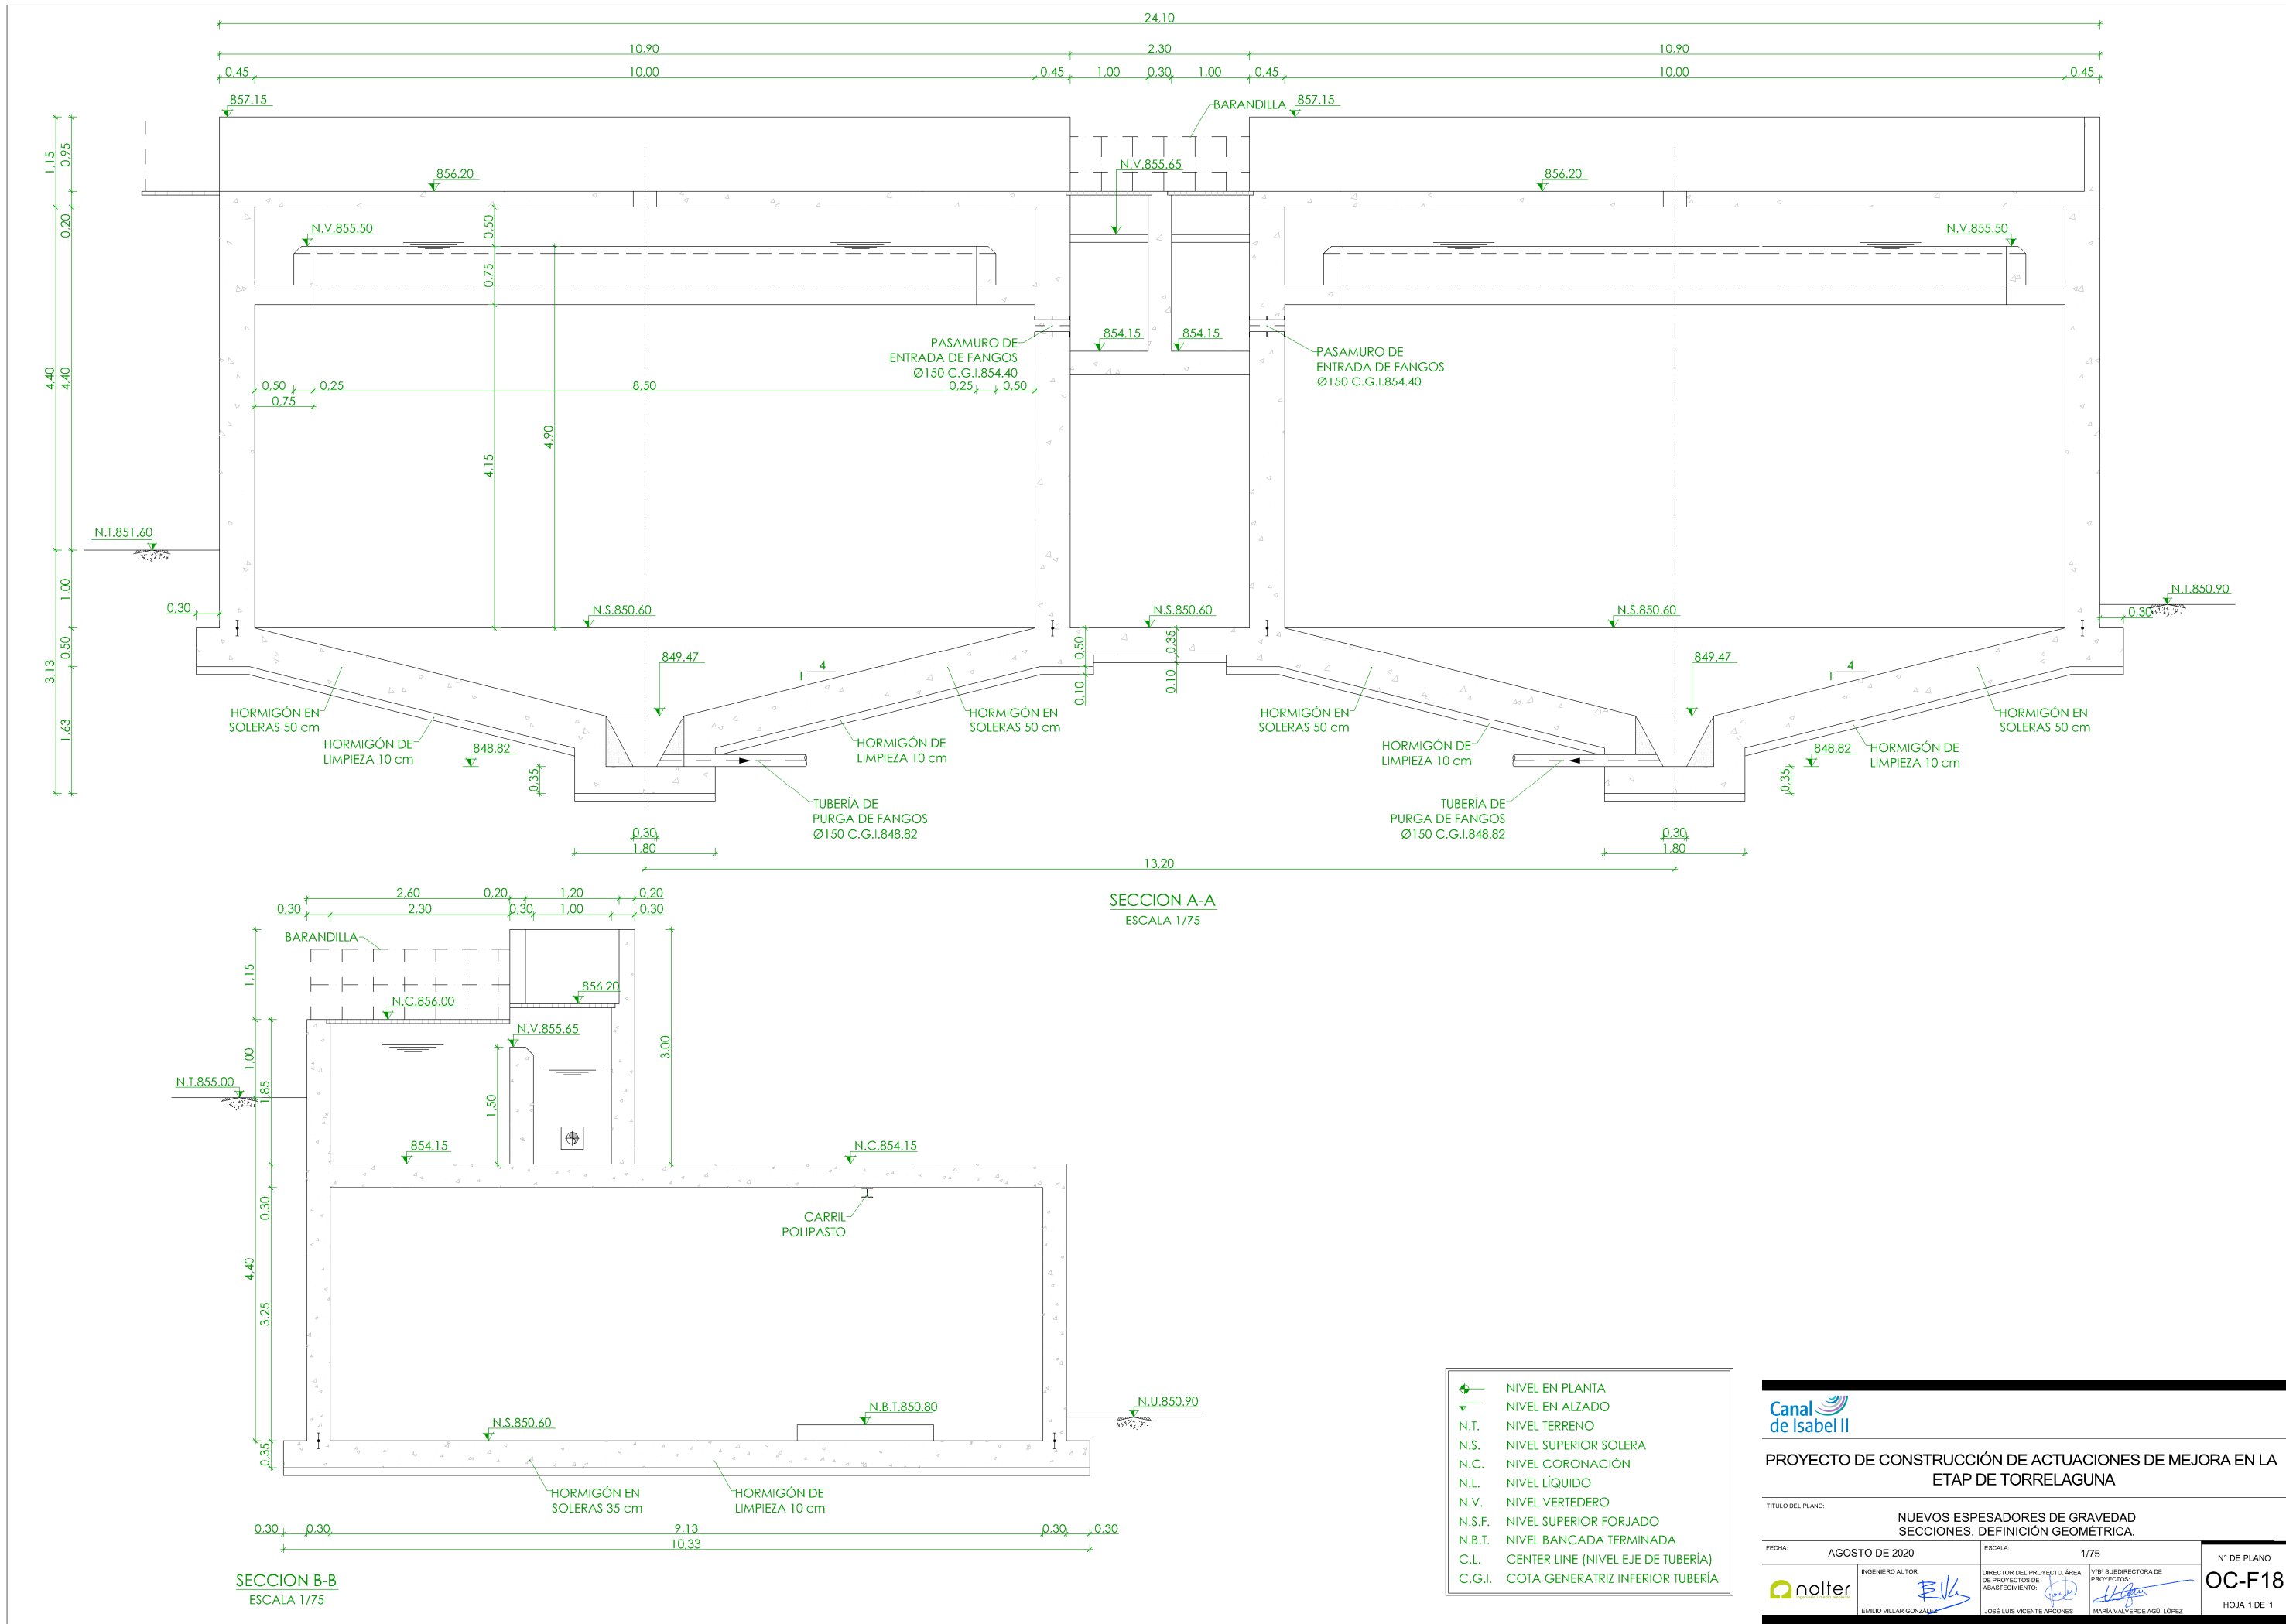 24,10
10,90 2,30 10,90
0,45 10,00 0,45 1,00 0,30 1,00 0,45 10,00 0,45
857.15
BARANDILLA
857.15
1,15
0,95
N.V.855.65
856.20
856.20
0,20
N.V.855.50
0,50
N.V.855.50
0,75
PASAMURO DE
ENTRADA DE FANGOS
Ø150 C.G.I.854.40
854.15
854.15
PASAMURO DE
ENTRADA DE FANGOS
Ø150 C.G.I.854.40
4,40
4,40
0,50 0,25 8,50 0,25 0,50
0,75
4,90
4,15
N.T.851.60
1,00
0,30
N.S.850.60
N.S.850.60
N.S.850.60
N.T.850.90
0,30
0,50
3,13
849.47
1
4
0,50
0,35
0,10
0,10
849.47
1
4
1,63
HORMIGÓN EN
SOLERAS 50 cm
HORMIGÓN DE
LIMPIEZA 10 cm
848.82
0,35
HORMIGÓN EN
SOLERAS 50 cm
HORMIGÓN DE
LIMPIEZA 10 cm
HORMIGÓN EN
SOLERAS 50 cm
HORMIGÓN DE
LIMPIEZA 10 cm
HORMIGÓN EN
SOLERAS 50 cm
848.82
HORMIGÓN DE
LIMPIEZA 10 cm
0,35
TUBERÍA DE
PURGA DE FANGOS
Ø150 C.G.I.848.82
TUBERÍA DE
PURGA DE FANGOS
Ø150 C.G.I.848.82
0,30
1,80
0,30
1,80
13,20
SECCION A-A
ESCALA 1/75
2,60 0,20 1,20 0,20
0,30 2,30 0,30 1,00 0,30
BARANDILLA
1,15
856.20
N.C.856.00
N.V.855.65
3,00
1,00
N.T.855.00
1,85
1,50
854.15
N.C.854.15
0,30
CARRIL
POLIPASTO
4,40
3,25
N.B.T.850.80
N.U.850.90
N.S.850.60
0,35
HORMIGÓN EN
SOLERAS 35 cm
HORMIGÓN DE
LIMPIEZA 10 cm
0,30 0,30 9,13 0,30 0,30
10,33
SECCION B-B
ESCALA 1/75
NIVEL EN PLANTA
NIVEL EN ALZADO
N.T. NIVEL TERRENO
N.S. NIVEL SUPERIOR SOLERA
N.C. NIVEL CORONACIÓN
N.L. NIVEL LÍQUIDO
N.V. NIVEL VERTEDERO
N.S.F. NIVEL SUPERIOR FORJADO
N.B.T. NIVEL BANCADA TERMINADA
C.L. CENTER LINE (NIVEL EJE DE TUBERÍA)
C.G.I. COTA GENERATRIZ INFERIOR TUBERÍA
Canal
de Isabel II
PROYECTO DE CONSTRUCCIÓN DE ACTUACIONES DE MEJORA EN LA
ETAP DE TORRELAGUNA
TÍTULO DEL PLANO:
NUEVOS ESPESADORES DE GRAVEDAD
SECCIONES. DEFINICIÓN GEOMÉTRICA.
FECHA:
AGOSTO DE 2020
ESCALA:
1/75
Nº DE PLANO
OC-F18
HOJA 1 DE 1
nolter
INGENIERO AUTOR:
EMILIO VILLAR GONZÁLEZ
DIRECTOR DEL PROYECTO. ÁREA
DE PROYECTOS DE
ABASTECIMIENTO:
JOSÉ LUIS VICENTE ARCONES
VºBº SUBDIRECTORA DE
PROYECTOS:
MARÍA VALVERDE AGÜI LÓPEZ